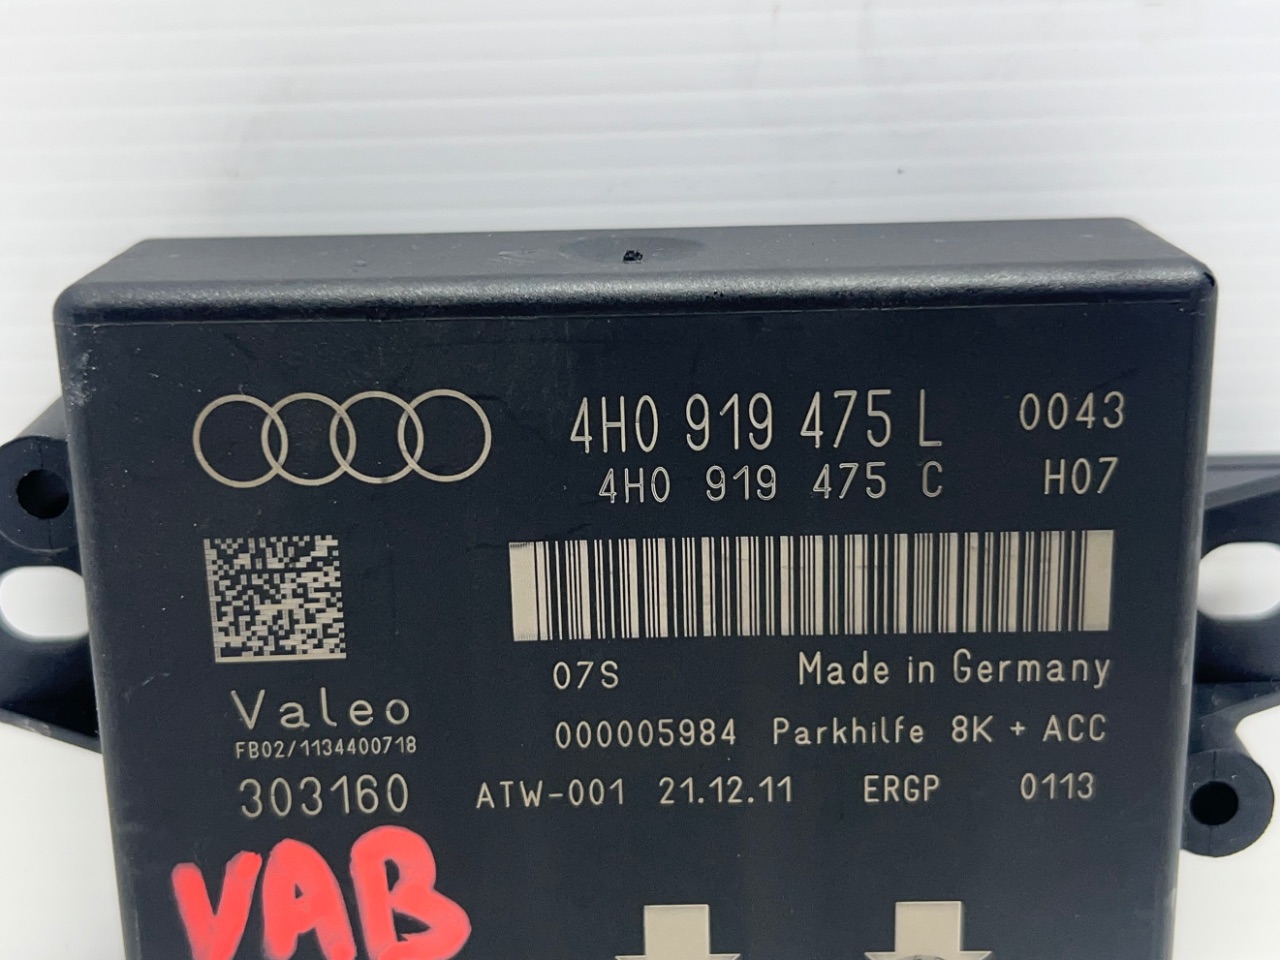 4H0 919 475 L 0043
4H0 919 475 C H07
07S Made in Germany
Valeo
000005984 Parkhilfe 8K + ACC
FB02/1134400718
303160 ATW-001 21.12.11 ERGP 0113
VAB